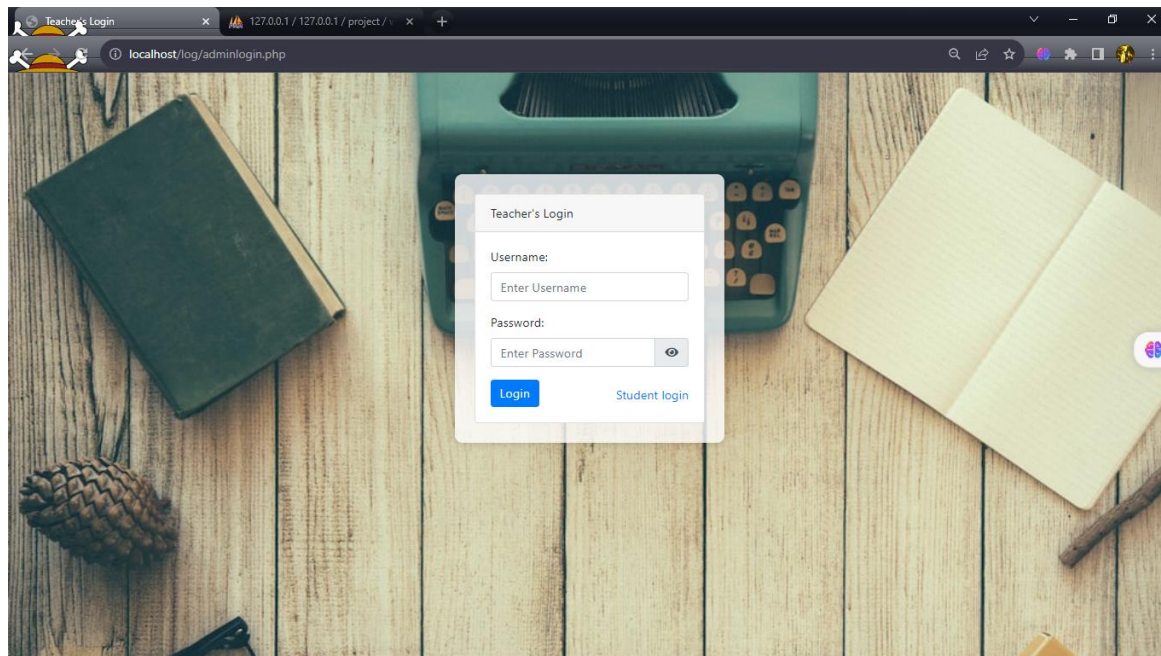 Teacher's Login
127.0.0.1 / 127.0.0.1 / project /
localhost/log/adminlogin.php
Teacher's Login
Username:
Enter Username
Password:
Enter Password
Login
Student login